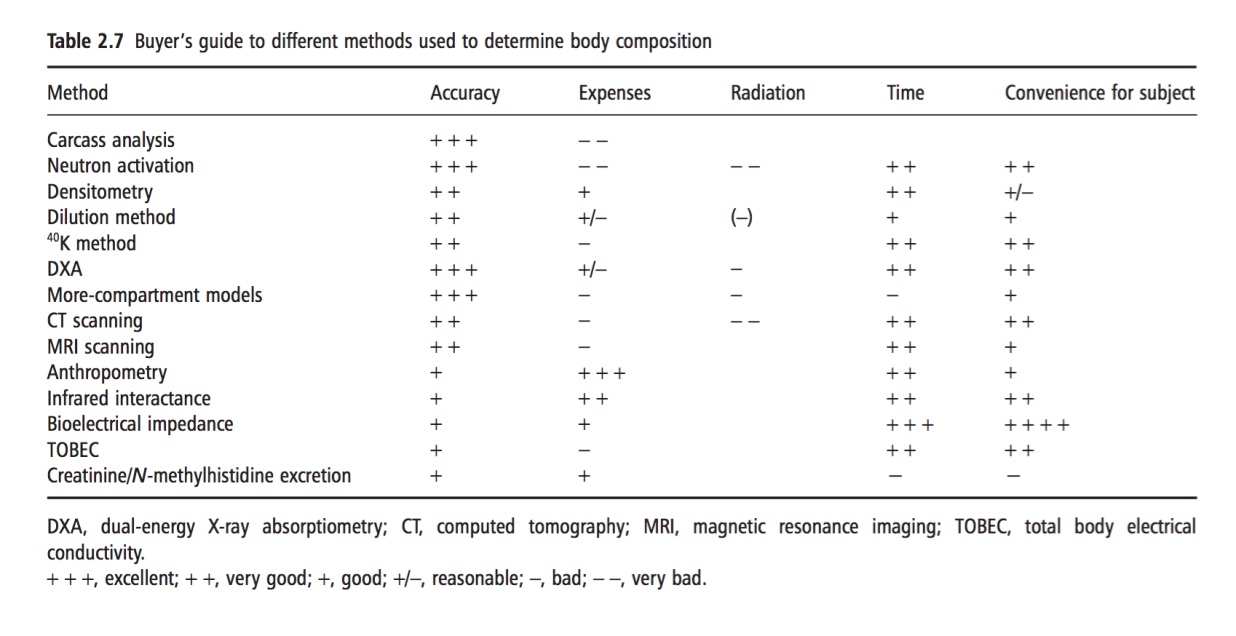 Table 2.7 Buyer's guide to different methods used to determine body composition
Method Accuracy Expenses Radiation Time Convenience for subject
Carcass analysis +++ −−
Neutron activation +++ −− −− ++ ++
Densitometry ++ + ++ +/−
Dilution method ++ +/− (−) + +
⁴⁰K method ++ − ++ ++
DXA +++ +/− − ++ ++
More-compartment models +++ − − − +
CT scanning ++ − −− ++ ++
MRI scanning ++ − ++ +
Anthropometry + +++ ++ +
Infrared interactance + ++ ++ ++
Bioelectrical impedance + + +++ ++++
TOBEC + − ++ ++
Creatinine/N-methylhistidine excretion + + − −
DXA, dual-energy X-ray absorptiometry; CT, computed tomography; MRI, magnetic resonance imaging; TOBEC, total body electrical
conductivity.
+++, excellent; ++, very good; +, good; +/−, reasonable; −, bad; −−, very bad.